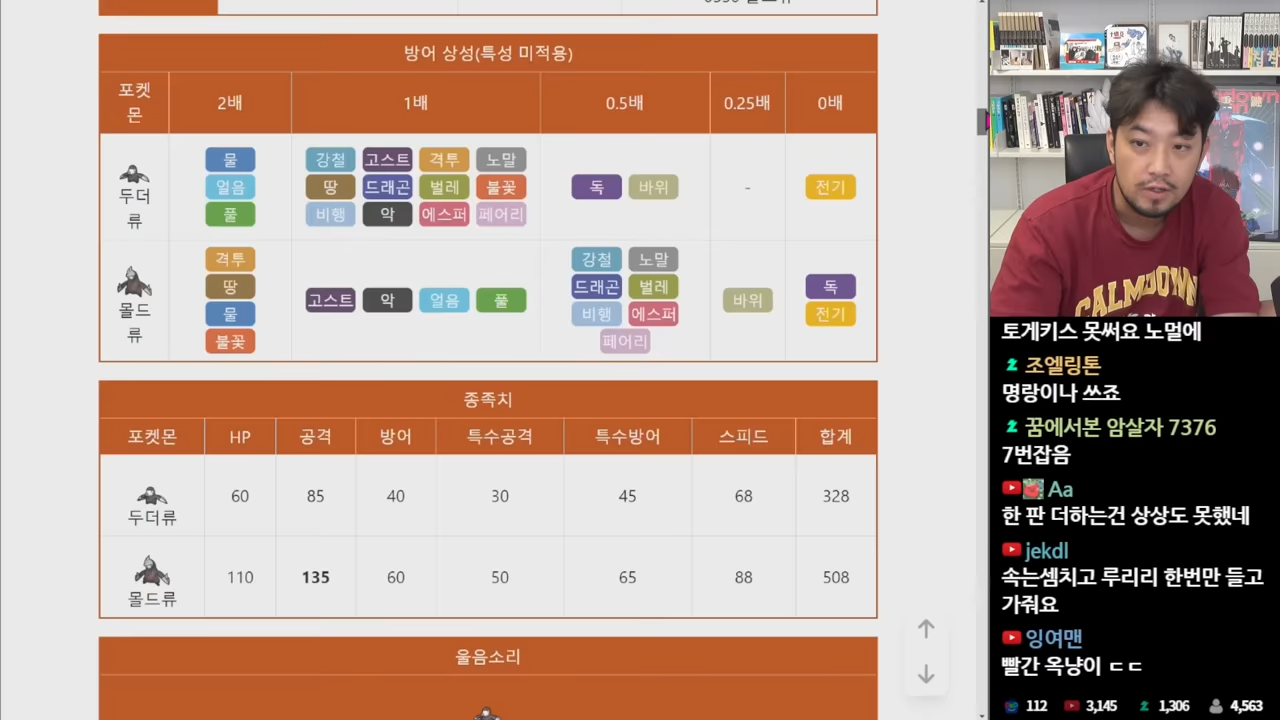 방어 상성(특성 미적용)
포켓
몬
2배
1배
0.5배
0.25배
0배
두더
류
물
얼음
풀
강철 고스트 격투 노말
땅 드래곤 벌레 불꽃
비행 악 에스퍼 페어리
독 바위
-
전기
몰드
류
격투
땅
물
불꽃
고스트 악 얼음 풀
강철 노말
드래곤 벌레
비행 에스퍼
페어리
바위
독
전기
종족치
포켓몬 HP 공격 방어 특수공격 특수방어 스피드 합계
두더류 60 85 40 30 45 68 328
몰드류 110 135 60 50 65 88 508
울음소리
CALMDOWN
토게키스 못써요 노멀에
조엘링톤
명랑이나 쓰죠
꿈에서본 암살자 7376
7번잡음
Aa
한 판 더하는건 상상도 못했네
jekdl
속는셈치고 루리리 한번만 들고
가줘요
잉여맨
빨간 옥냥이 ㄷㄷ
112 3,145 1,306 4,563